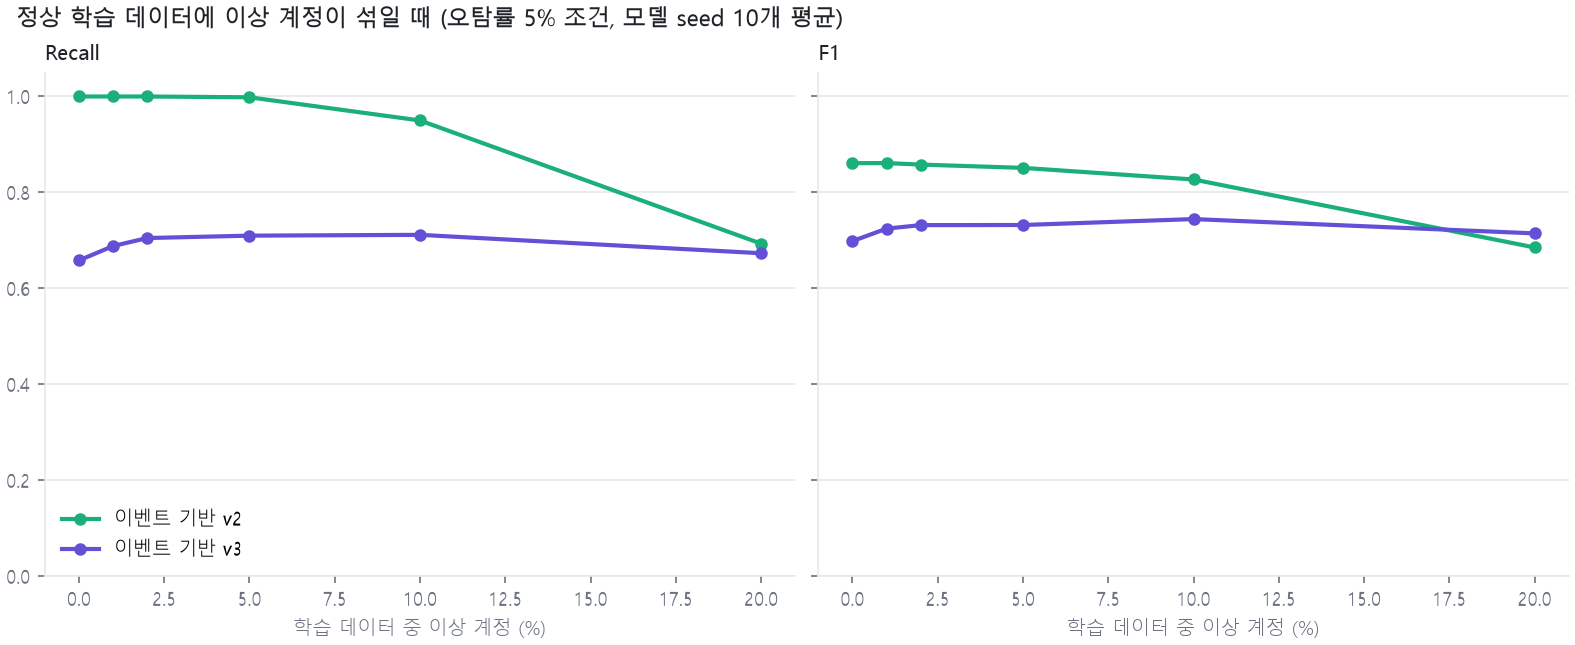 정상 학습 데이터에 이상 계정이 섞일 때 (오탐률 5% 조건, 모델 seed 10개 평균)
Recall
1.0
0.8
0.6
0.4
0.2
0.0
이벤트 기반 v2
이벤트 기반 v3
0.0 2.5 5.0 7.5 10.0 12.5 15.0 17.5 20.0
학습 데이터 중 이상 계정 (%)
F1
0.0 2.5 5.0 7.5 10.0 12.5 15.0 17.5 20.0
학습 데이터 중 이상 계정 (%)